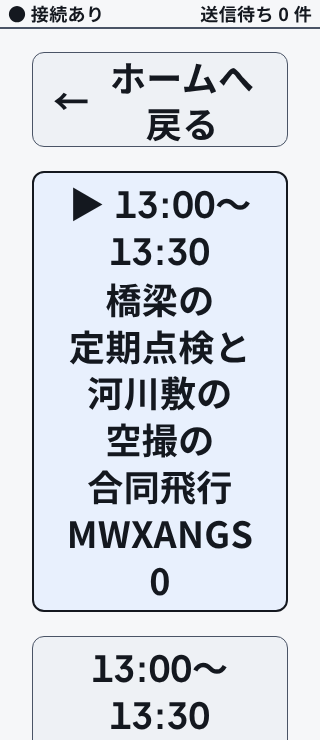 ● 接続あり 送信待ち 0 件
← ホームへ
戻る
▶ 13:00〜
13:30
橋梁の
定期点検と
河川敷の
空撮の
合同飛行
MWXANGS
0
13:00〜
13:30